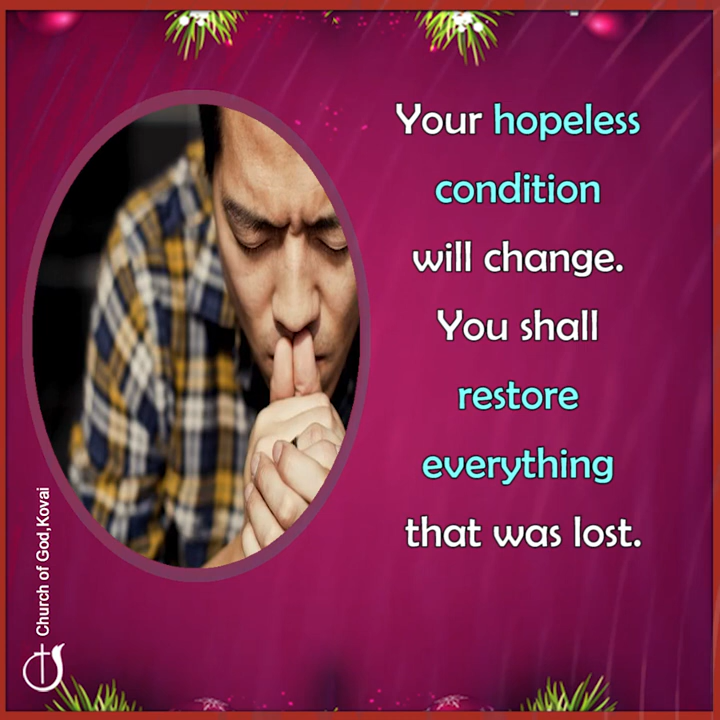 Your hopeless
condition
will change.
You shall
restore
everything
that was lost.
Church of God,Kovai